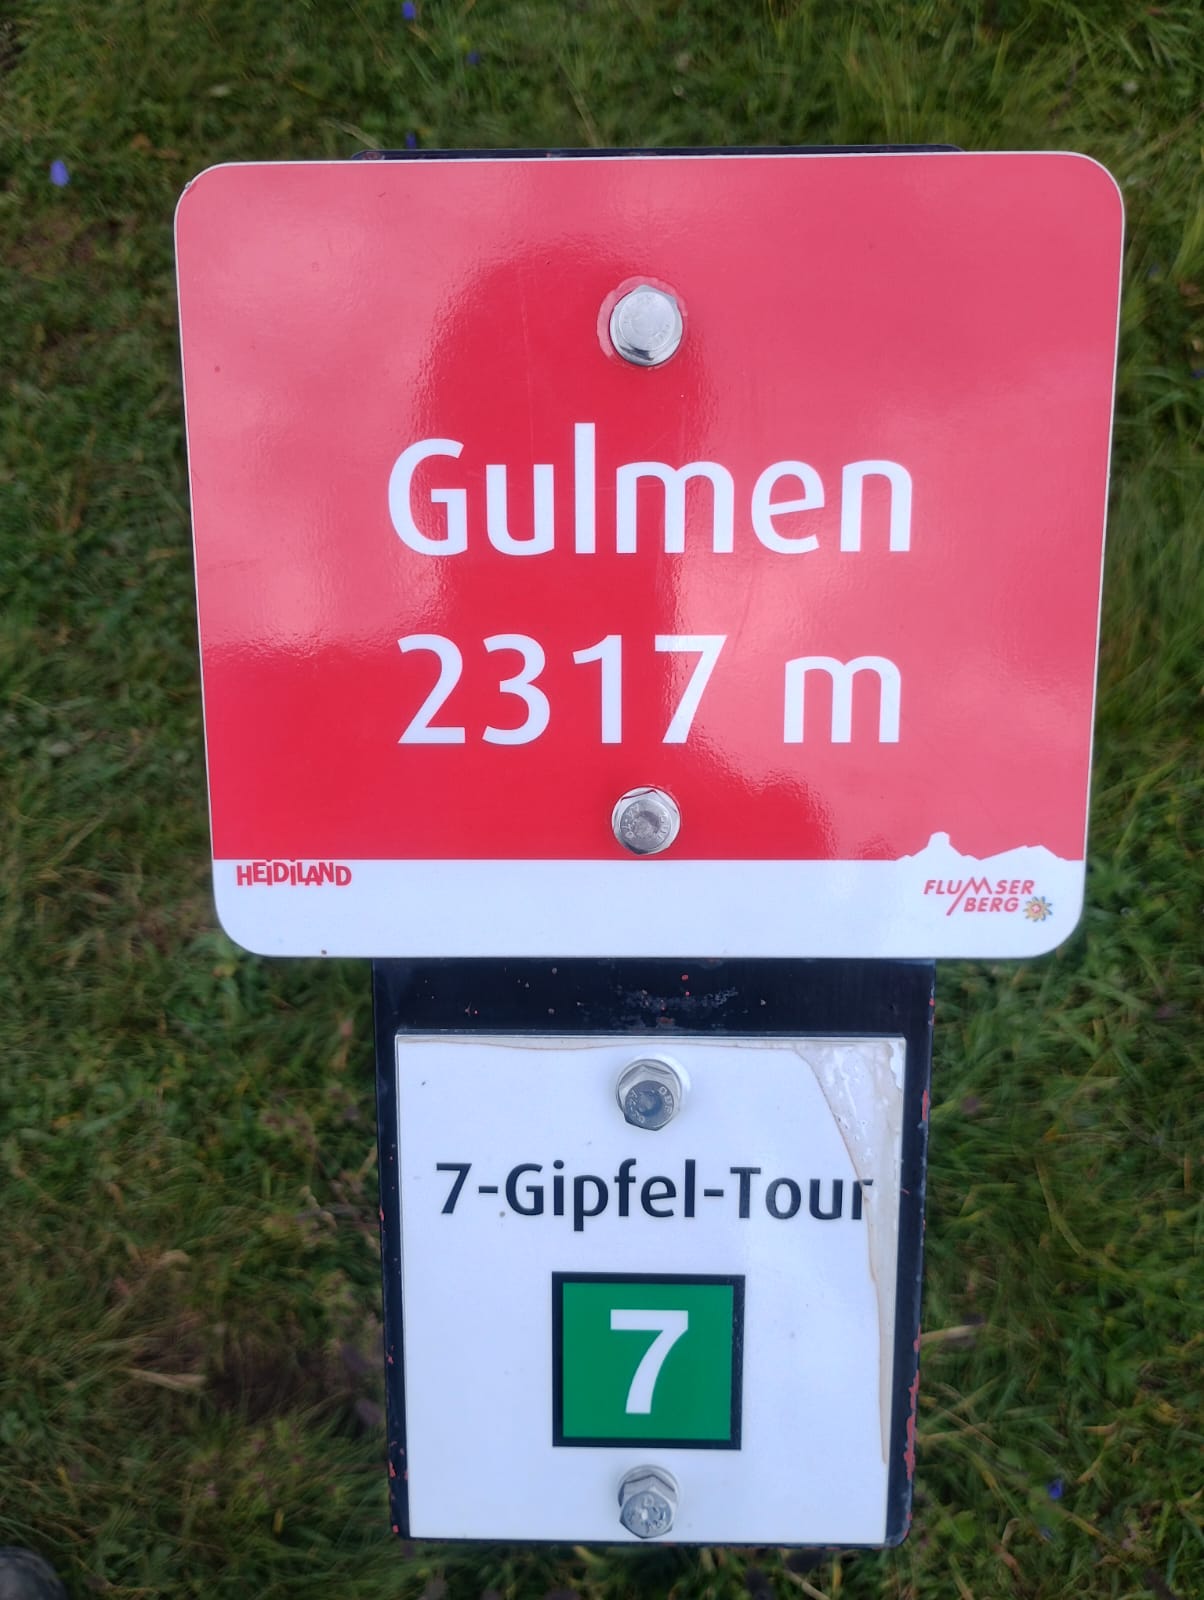 Gulmen
2317 m
HEiDiLAND
FLUMSER
BERG
7-Gipfel-Tour
7